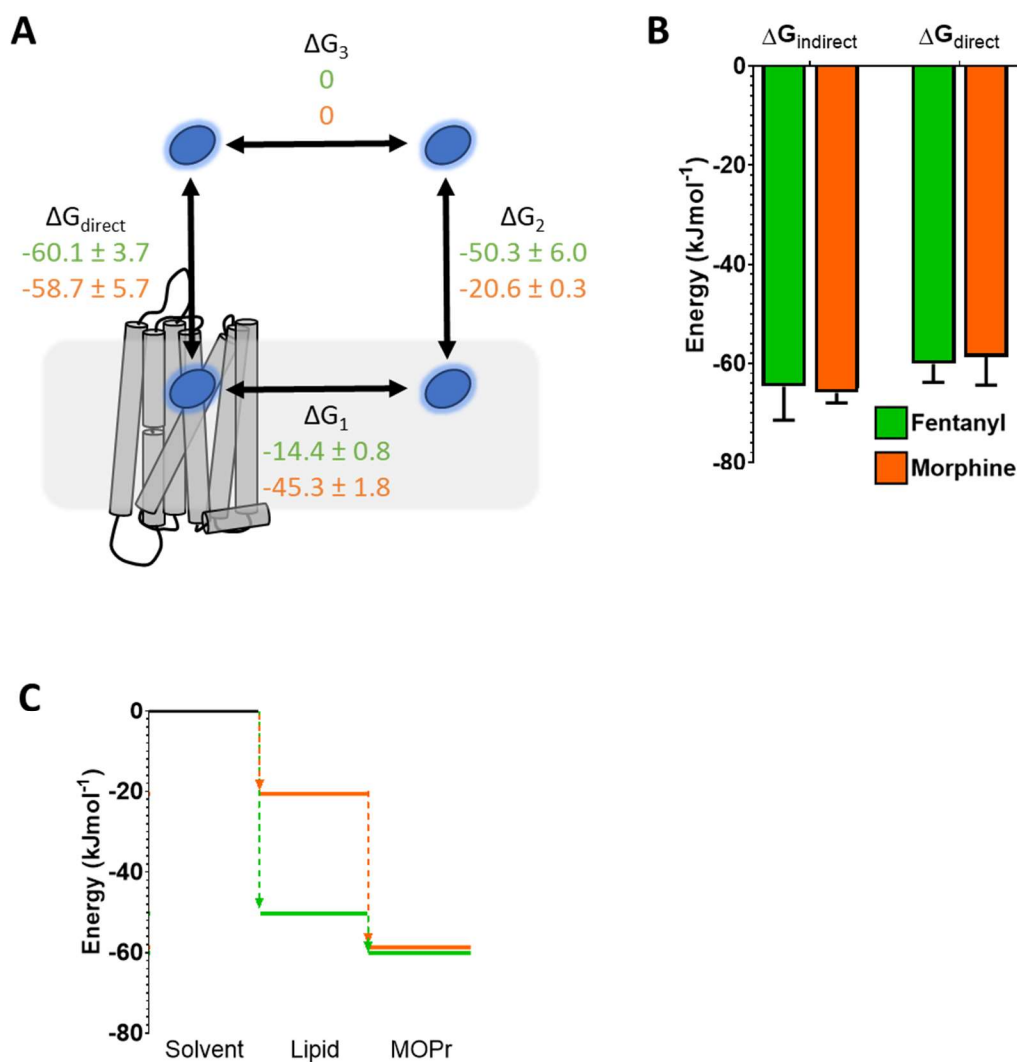 A
ΔG3
0
0
ΔGdirect
-60.1 ± 3.7
-58.7 ± 5.7
ΔG2
-50.3 ± 6.0
-20.6 ± 0.3
ΔG1
-14.4 ± 0.8
-45.3 ± 1.8
B
ΔGindirect ΔGdirect
0
-20
-40
-60
-80
Energy (kJmol-1)
Fentanyl
Morphine
C
0
-20
-40
-60
-80
Energy (kJmol-1)
Solvent Lipid MOPr